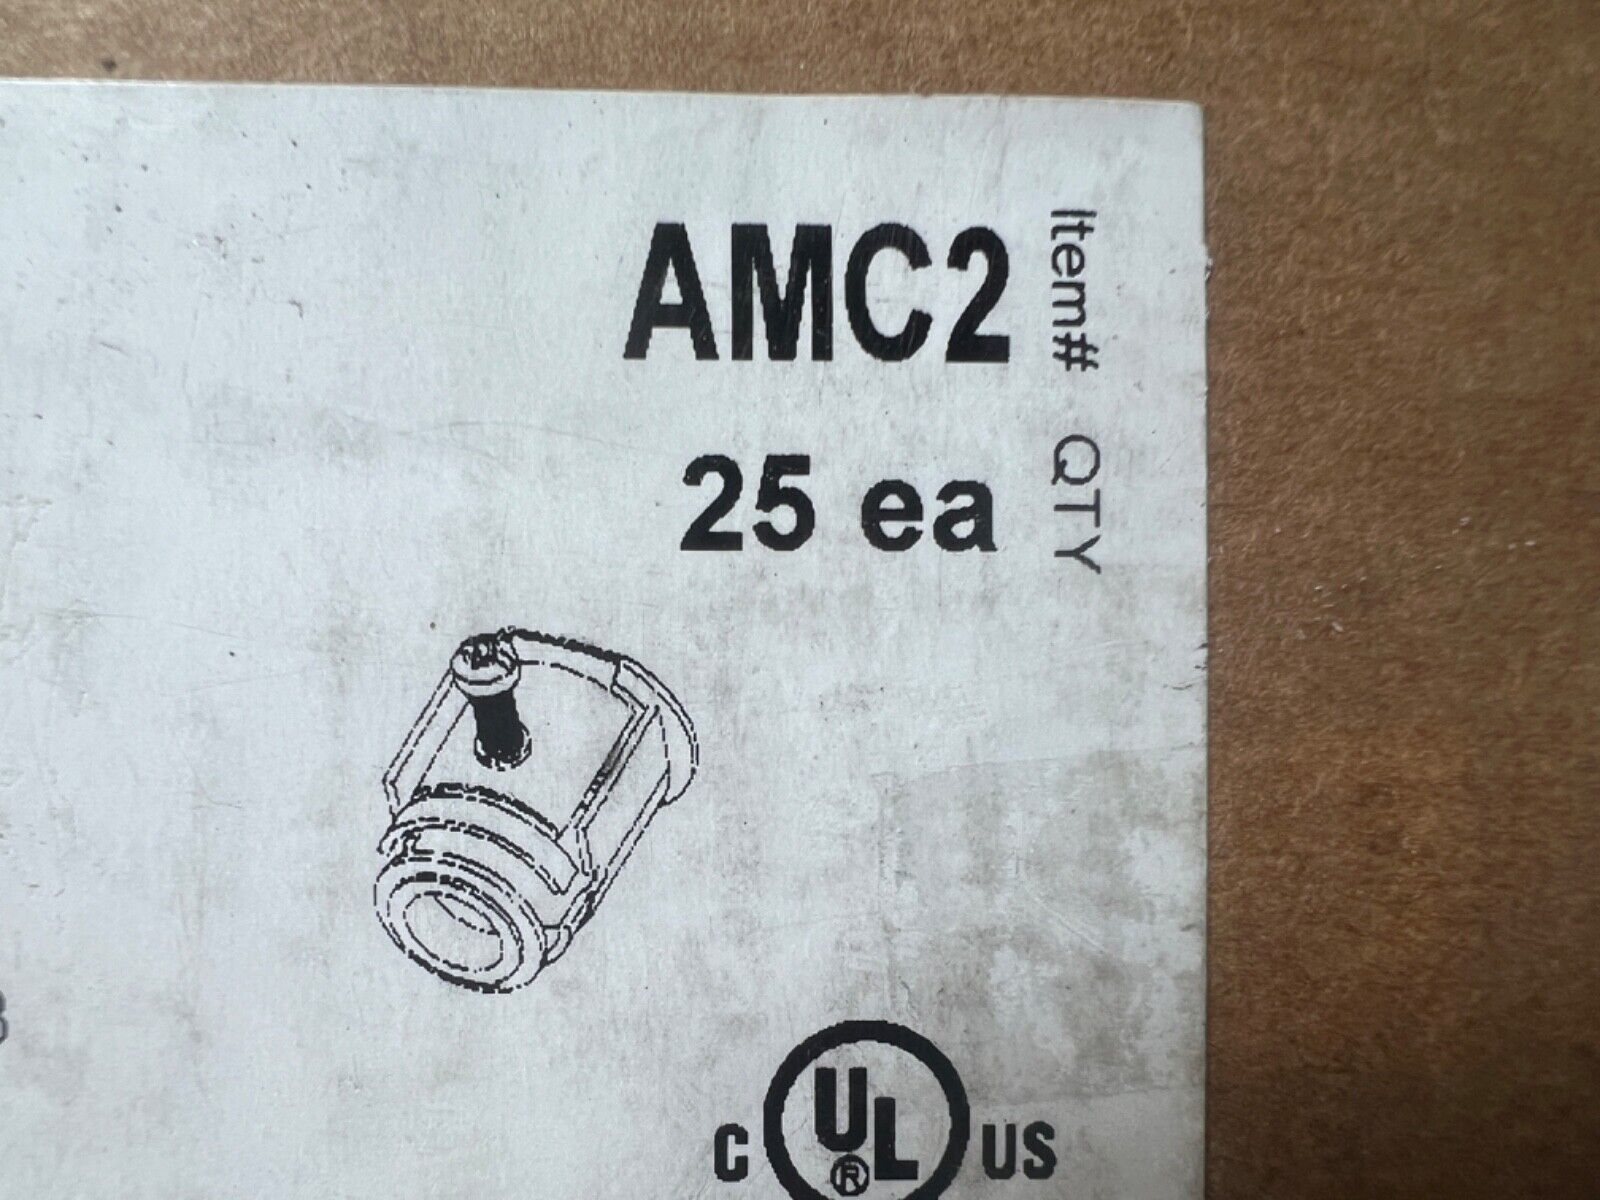 AMC2 Item#
25 ea QTY
C UL® US